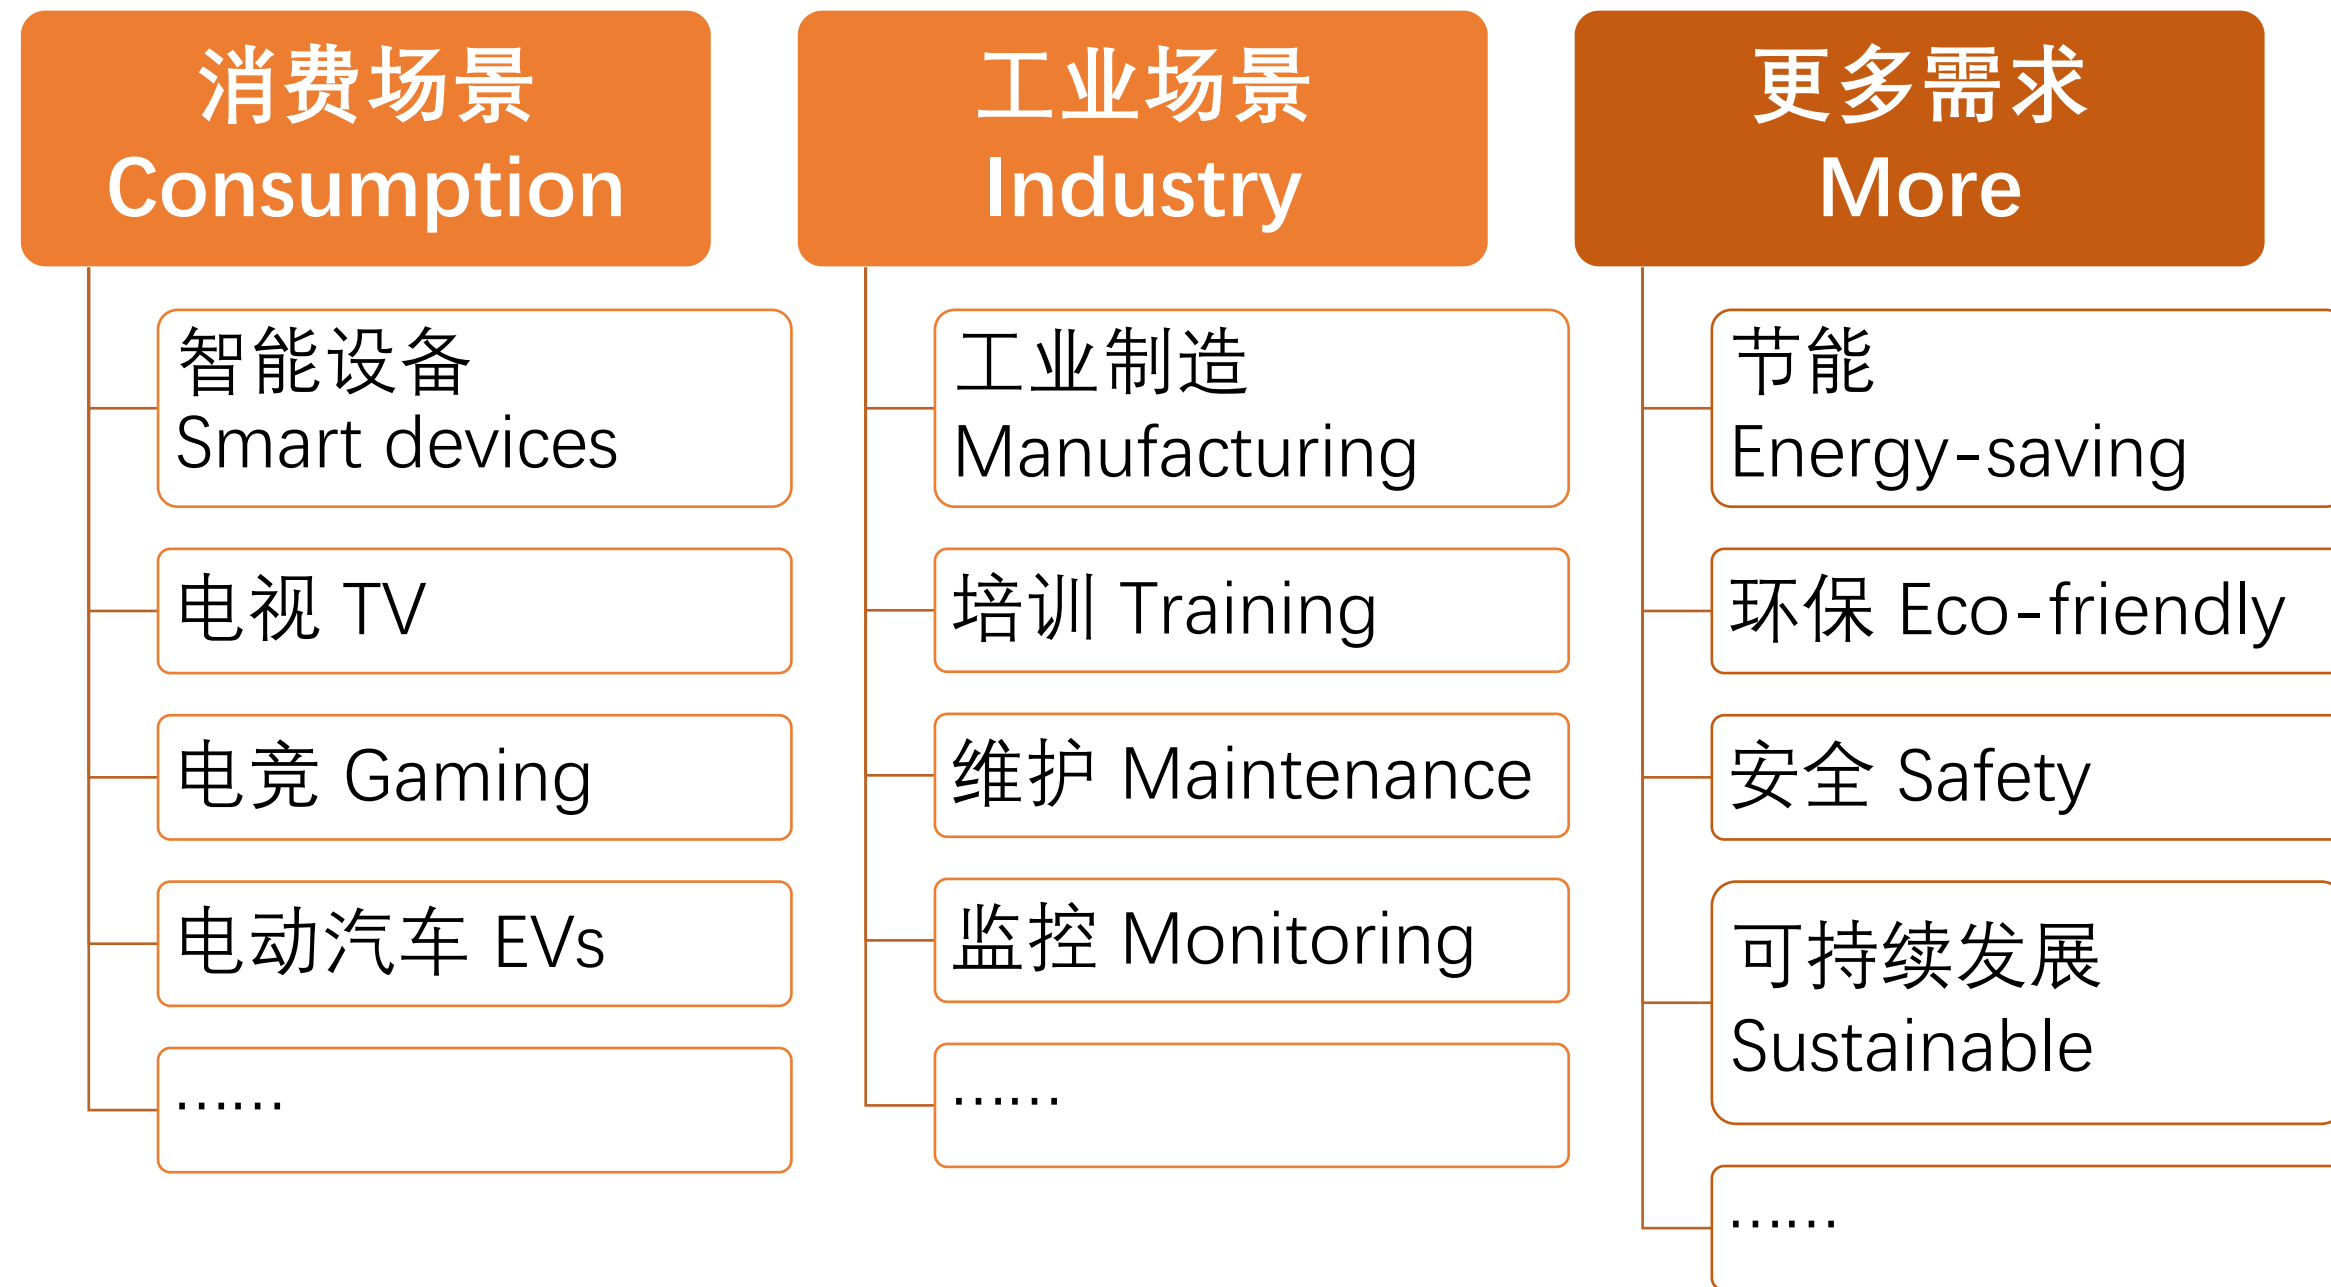 消费场景
Consumption
智能设备
Smart devices
电视 TV
电竞 Gaming
电动汽车 EVs
……
工业场景
Industry
工业制造
Manufacturing
培训 Training
维护 Maintenance
监控 Monitoring
……
更多需求
More
节能
Energy-saving
环保 Eco-friendly
安全 Safety
可持续发展
Sustainable
……